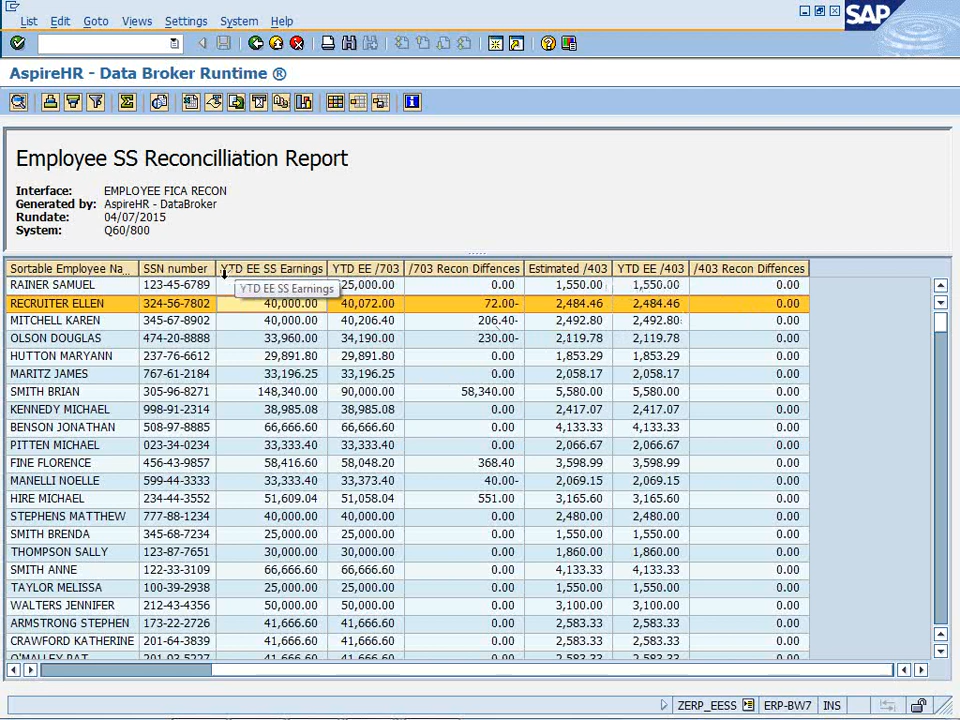 List Edit Goto Views Settings System Help
SAP
AspireHR - Data Broker Runtime ®
Employee SS Reconcilliation Report
Interface: EMPLOYEE FICA RECON
Generated by: AspireHR - DataBroker
Rundate: 04/07/2015
System: Q60/800
Sortable Employee Na... SSN number YTD EE SS Earnings YTD EE /703 /703 Recon Diffences Estimated /403 YTD EE /403 /403 Recon Diffences
RAINER SAMUEL 123-45-6789 25,000.00 0.00 1,550.00 1,550.00 0.00
YTD EE SS Earnings
RECRUITER ELLEN 324-56-7802 40,000.00 40,072.00 72.00- 2,484.46 2,484.46 0.00
MITCHELL KAREN 345-67-8902 40,000.00 40,206.40 206.40- 2,492.80 2,492.80 0.00
OLSON DOUGLAS 474-20-8888 33,960.00 34,190.00 230.00- 2,119.78 2,119.78 0.00
HUTTON MARYANN 237-76-6612 29,891.80 29,891.80 0.00 1,853.29 1,853.29 0.00
MARITZ JAMES 767-61-2184 33,196.25 33,196.25 0.00 2,058.17 2,058.17 0.00
SMITH BRIAN 305-96-8271 148,340.00 90,000.00 58,340.00 5,580.00 5,580.00 0.00
KENNEDY MICHAEL 998-91-2314 38,985.08 38,985.08 0.00 2,417.07 2,417.07 0.00
BENSON JONATHAN 508-97-8885 66,666.60 66,666.60 0.00 4,133.33 4,133.33 0.00
PITTEN MICHAEL 023-34-0234 33,333.40 33,333.40 0.00 2,066.67 2,066.67 0.00
FINE FLORENCE 456-43-9857 58,416.60 58,048.20 368.40 3,598.99 3,598.99 0.00
MANELLI NOELLE 599-44-3333 33,333.40 33,373.40 40.00- 2,069.15 2,069.15 0.00
HIRE MICHAEL 234-44-3552 51,609.04 51,058.04 551.00 3,165.60 3,165.60 0.00
STEPHENS MATTHEW 777-88-1234 40,000.00 40,000.00 0.00 2,480.00 2,480.00 0.00
SMITH BRENDA 345-68-7234 25,000.00 25,000.00 0.00 1,550.00 1,550.00 0.00
THOMPSON SALLY 123-87-7651 30,000.00 30,000.00 0.00 1,860.00 1,860.00 0.00
SMITH ANNE 122-33-3109 66,666.60 66,666.60 0.00 4,133.33 4,133.33 0.00
TAYLOR MELISSA 100-39-2938 25,000.00 25,000.00 0.00 1,550.00 1,550.00 0.00
WALTERS JENNIFER 212-43-4356 50,000.00 50,000.00 0.00 3,100.00 3,100.00 0.00
ARMSTRONG STEPHEN 173-22-2726 41,666.60 41,666.60 0.00 2,583.33 2,583.33 0.00
CRAWFORD KATHERINE 201-64-3839 41,666.60 41,666.60 0.00 2,583.33 2,583.33 0.00
O'MALLEY PAT 201-93-5227 41,666.60 41,666.60 0.00 2,583.33 2,583.33 0.00
ZERP_EESS ERP-BW7 INS